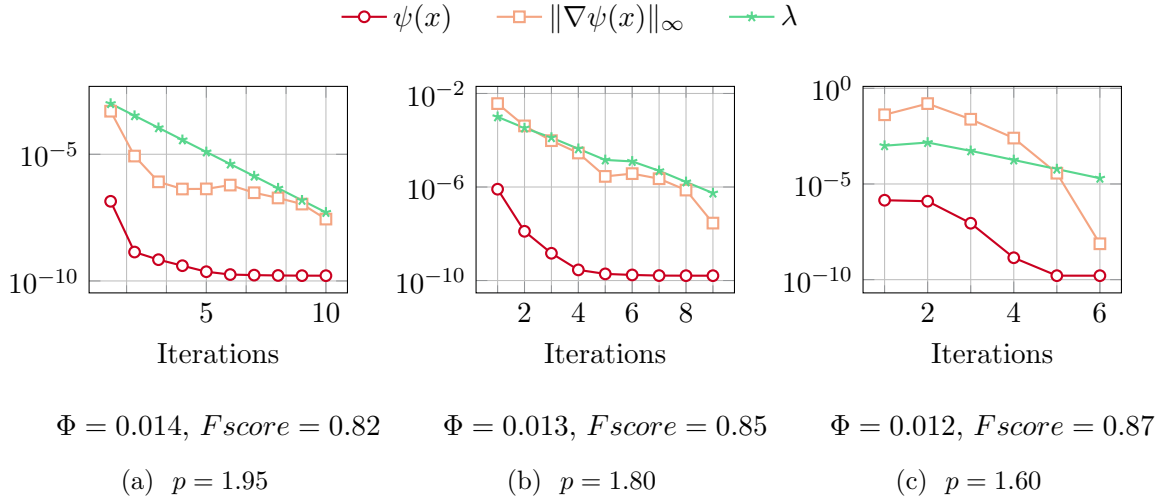 ψ(x) ‖∇ψ(x)‖∞ λ
10⁻⁵
10⁻¹⁰
5 10
Iterations
10⁻²
10⁻⁶
10⁻¹⁰
2 4 6 8
Iterations
10⁰
10⁻⁵
10⁻¹⁰
2 4 6
Iterations
Φ = 0.014, Fscore = 0.82
Φ = 0.013, Fscore = 0.85
Φ = 0.012, Fscore = 0.87
(a) p = 1.95
(b) p = 1.80
(c) p = 1.60